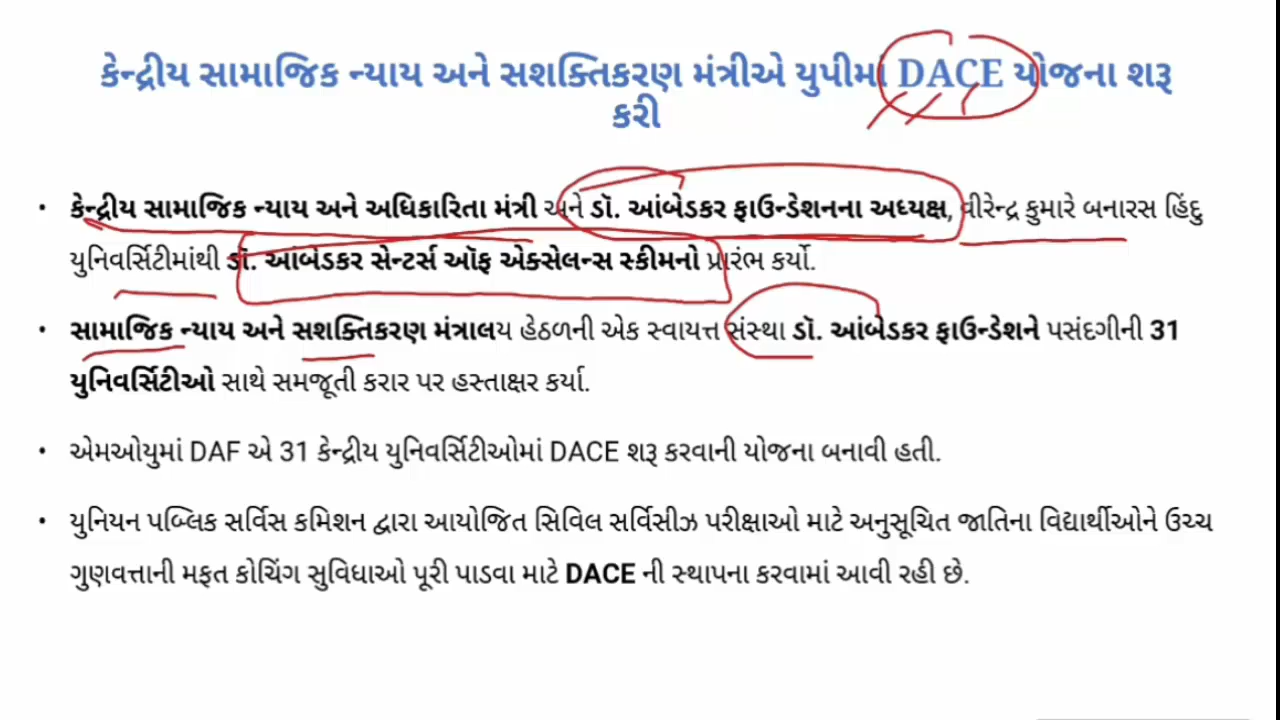 કેન્દ્રીય સામાજિક ન્યાય અને સશક્તિકરણ મંત્રીએ યુપીમાં DACE યોજના શરૂ
કરી
• કેન્દ્રીય સામાજિક ન્યાય અને અધિકારિતા મંત્રી અને ડૉ. આંબેડકર ફાઉન્ડેશનના અધ્યક્ષ, વીરેન્દ્ર કુમારે બનારસ હિંદુ
યુનિવર્સિટીમાંથી ડૉ. આંબેડકર સેન્ટર્સ ઑફ એક્સેલન્સ સ્કીમનો પ્રારંભ કર્યો.
• સામાજિક ન્યાય અને સશક્તિકરણ મંત્રાલય હેઠળની એક સ્વાયત્ત સંસ્થા ડૉ. આંબેડકર ફાઉન્ડેશને પસંદગીની 31
યુનિવર્સિટીઓ સાથે સમજૂતી કરાર પર હસ્તાક્ષર કર્યા.
• એમઓયુમાં DAF એ 31 કેન્દ્રીય યુનિવર્સિટીઓમાં DACE શરૂ કરવાની યોજના બનાવી હતી.
• યુનિયન પબ્લિક સર્વિસ કમિશન દ્વારા આયોજિત સિવિલ સર્વિસીઝ પરીક્ષાઓ માટે અનુસૂચિત જાતિના વિદ્યાર્થીઓને ઉચ્ચ
ગુણવત્તાની મફત કોચિંગ સુવિધાઓ પૂરી પાડવા માટે DACE ની સ્થાપના કરવામાં આવી રહી છે.